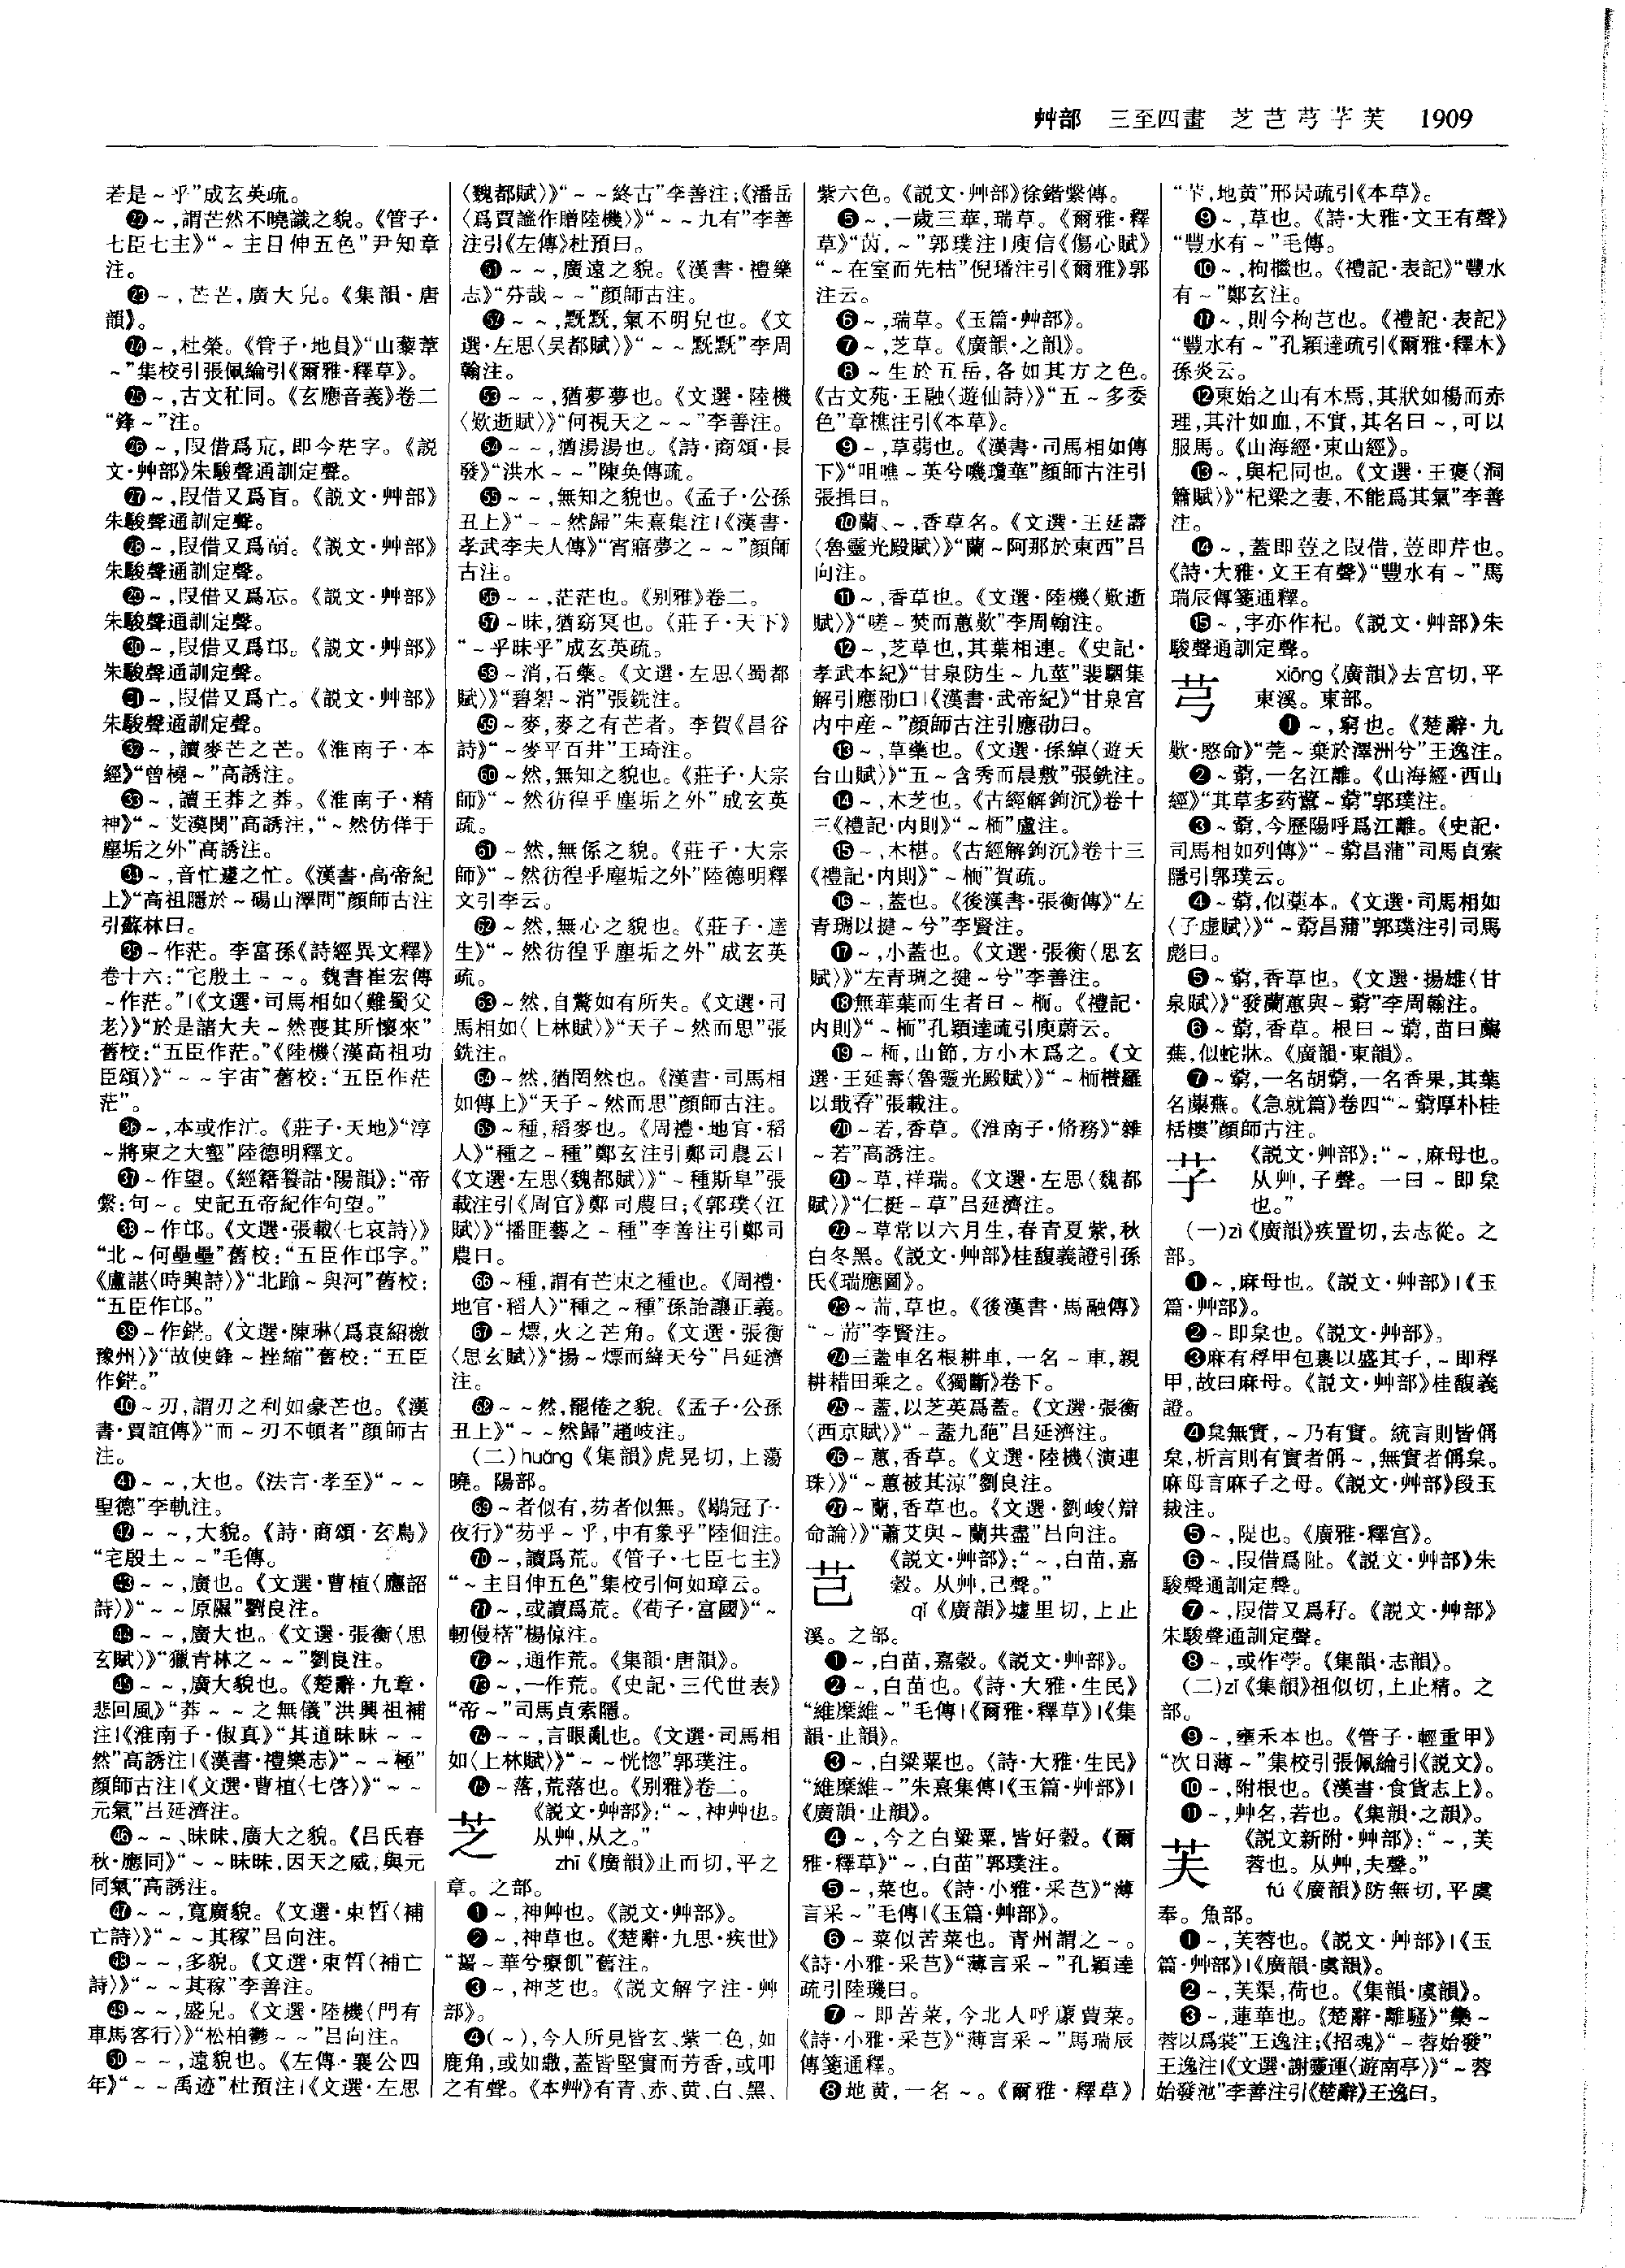 艸部　三至四畫　芝芑芎芓芙　1909
若是～乎”成玄英疏。
㉒～,謂芒然不曉識之貌。《管子·
七臣七主》“～主目伸五色”尹知章
注。
㉓～,芒芒,廣大皃。《集韻·唐
韻》。
㉔～,杜榮。《管子·地員》“山藜葦
～”集校引張佩綸引《爾雅·釋草》。
㉕～,古文秐同。《玄應音義》卷二
“鋒～”注。
㉖～,叚借爲巟,即今茫字。《説
文·艸部》朱駿聲通訓定聲。
㉗～,叚借又爲盲。《説文·艸部》
朱駿聲通訓定聲。
㉘～,叚借又爲萌。《説文·艸部》
朱駿聲通訓定聲。
㉙～,叚借又爲忘。《説文·艸部》
朱駿聲通訓定聲。
㉚～,叚借又爲邙。《説文·艸部》
朱駿聲通訓定聲。
㉛～,叚借又爲亡。《説文·艸部》
朱駿聲通訓定聲。
㉜～,讀麥芒之芒。《淮南子·本
經》“曾橈～”高誘注。
㉝～,讀王莽之莽。《淮南子·精
神》“～芠漠閔”高誘注,“～然仿佯于
塵垢之外”高誘注。
㉞～,音忙遽之忙。《漢書·高帝紀
上》“高祖隱於～碭山澤間”顔師古注
引蘇林曰。
㉟～作茫。李富孫《詩經異文釋》
卷十六:“宅殷土～～。魏書崔宏傳
～作茫。”|《文選·司馬相如〈難蜀父
老〉》“於是諸大夫～然喪其所懷來”
舊校:“五臣作茫。”《陸機〈漢高祖功
臣頌〉》“～～宇宙”舊校:“五臣作茫
茫”。
㊱～,本或作汒。《莊子·天地》“淳
～將東之大壑”陸德明釋文。
㊲～作望。《經籍籑詁·陽韻》:“帝
繫:句～。史記五帝紀作句望。”
㊳～作邙。《文選·張載〈七哀詩〉》
“北～何壘壘”舊校:“五臣作邙字。”
《盧諶〈時興詩〉》“北踰～與河”舊校:
“五臣作邙。”
㊴～作鋩。《文選·陳琳〈爲袁紹檄
豫州〉》“故使鋒～挫縮”舊校:“五臣
作鋩。”
㊵～刃,謂刃之利如豪芒也。《漢
書·賈誼傳》“而～刃不頓者”顔師古
注。
㊶～～,大也。《法言·孝至》“～～
聖德”李軌注。
㊷～～,大貌。《詩·商頌·玄鳥》
“宅殷土～～”毛傳。
㊸～～,廣也。《文選·曹植〈應詔
詩〉》“～～原隰”劉良注。
㊹～～,廣大也。《文選·張衡〈思
玄賦〉》“獵青林之～～”劉良注。
㊺～～,廣大貌也。《楚辭·九章·
悲回風》“莽～～之無儀”洪興祖補
注|《淮南子·俶真》“其道昧昧～～
然”高誘注|《漢書·禮樂志》“～～極”
顔師古注|《文選·曹植〈七啓〉》“～～
元氣”吕延濟注。
㊻～～、昧昧,廣大之貌。《吕氏春
秋·應同》“～～昧昧,因天之威,與元
同氣”高誘注。
㊼～～,寬廣貌。《文選·束晳〈補
亡詩〉》“～～其稼”吕向注。
㊽～～,多貌。《文選·束晳〈補亡
詩〉》“～～其稼”李善注。
㊾～～,盛皃。《文選·陸機〈門有
車馬客行〉》“松柏鬱～～”吕向注。
㊿～～,遠貌也。《左傳·襄公四
年》“～～禹迹”杜預注|《文選·左思
〈魏都賦〉》“～～終古”李善注;《潘岳
〈爲賈謐作贈陸機〉》“～～九有”李善
注引《左傳》杜預曰。
51～～,廣遠之貌。《漢書·禮樂
志》“芬哉～～”顔師古注。
52～～,㒵㒵,氣不明皃也。《文
選·左思〈吴都賦〉》“～～”李周
翰注。
53～～,猶夢夢也。《文選·陸機
〈歎逝賦〉》“何視天之～～”李善注。
54～～,猶湯湯也。《詩·商頌·長
發》“洪水～～”陳奂傳疏。
55～～,無知之貌也。《孟子·公孫
丑上》“～～然歸”朱熹集注|《漢書·
孝武李夫人傳》“宵寤夢之～～”顔師
古注。
56～～,茫茫也。《别雅》卷二。
57～昧,猶窈冥也。《莊子·天下》
“～乎昧乎”成玄英疏。
58～消,石藥。《文選·左思〈蜀都
賦〉》“碧砮～消”張銑注。
59～麥,麥之有芒者。李賀《昌谷
詩》“～麥平百井”王琦注。
60～然,無知之貌也。《莊子·大宗
師》“～然彷徨乎塵垢之外”成玄英
疏。
61～然,無係之貌。《莊子·大宗
師》“～然彷徨乎塵垢之外”陸德明釋
文引李云。
62～然,無心之貌也。《莊子·達
生》“～然彷徨乎塵垢之外”成玄英
疏。
63～然,自驚如有所失。《文選·司
馬相如〈上林賦〉》“天子～然而思”張
銑注。
64～然,猶罔然也。《漢書·司馬相
如傳上》“天子～然而思”顔師古注。
65～種,稻麥也。《周禮·地官·稻
人》“種之～種”鄭玄注引鄭司農云|
《文選·左思〈魏都賦〉》“～種斯阜”張
載注引《周官》鄭司農曰;《郭璞〈江
賦〉》“播匪藝之～種”李善注引鄭司
農曰。
66～種,謂有芒朿之種也。《周禮·
地官·稻人》“種之～種”孫詒讓正義。
67～熛,火之芒角。《文選·張衡
〈思玄賦〉》“揚～熛而絳天兮”吕延濟
注。
68～～然,罷倦之貌。《孟子·公孫
丑上》“～～然歸”趙岐注。
(二)huǎng《集韻》虎晃切,上蕩
曉。陽部。
69～者似有,芴者似無。《鶡冠子·
夜行》“芴乎～乎,中有象乎”陸佃注。
70～,讀爲荒。《管子·七臣七主》
“～主目伸五色”集校引何如璋云。
71～,或讀爲荒。《荀子·富國》“～
軔僈楛”楊倞注。
72～,通作荒。《集韻·唐韻》。
73～,一作荒。《史記·三代世表》
“帝～”司馬貞索隱。
74～～,言眼亂也。《文選·司馬相
如〈上林賦〉》“～～恍惚”郭璞注。
75～落,荒落也。《别雅》卷二。
芝
《説文·艸部》:“～,神艸也。
从艸,从之。”
zhī《廣韻》止而切,平之
章。之部。
❶～,神艸也。《説文·艸部》。
❷～,神草也。《楚辭·九思·疾世》
“齧～華兮療飢”舊注。
❸～,神芝也。《説文解字注·艸
部》。
❹(～),今人所見皆玄、紫二色,如
鹿角,或如繖,蓋皆堅實而芳香,或叩
之有聲。《本艸》有青、赤、黄、白、黑、
紫六色。《説文·艸部》徐鍇繫傳。
❺～,一歲三華,瑞草。《爾雅·釋
草》“茵,～”郭璞注|庾信《傷心賦》
“～在室而先枯”倪璠注引《爾雅》郭
注云。
❻～,瑞草。《玉篇·艸部》。
❼～,芝草。《廣韻·之韻》。
❽～生於五岳,各如其方之色。
《古文苑·王融〈遊仙詩〉》“五～多委
色”章樵注引《本草》。
❾～,草蒻也。《漢書·司馬相如傳
下》“咀噍～英兮嘰瓊華”顔師古注引
張揖曰。
❿蘭、～,香草名。《文選·王延壽
〈魯靈光殿賦〉》“蘭～阿那於東西”吕
向注。
⓫～,香草也。《文選·陸機〈歎逝
賦〉》“嗟～焚而蕙歎”李周翰注。
⓬～,芝草也,其葉相連。《史記·
孝武本紀》“甘泉防生～九莖”裴駰集
解引應劭曰|《漢書·武帝紀》“甘泉宫
内中産～”顔師古注引應劭曰。
⓭～,草藥也。《文選·孫綽〈遊天
台山賦〉》“五～含秀而晨敷”張銑注。
⓮～,木芝也。《古經解鉤沉》卷十
三《禮記·内則》“～栭”盧注。
⓯～,木椹。《古經解鉤沉》卷十三
《禮記·内則》“～栭”賀疏。
⓰～,蓋也。《後漢書·張衡傳》“左
青琱以揵～兮”李賢注。
⓱～,小蓋也。《文選·張衡〈思玄
賦〉》“左青琱之揵～兮”李善注。
⓲無華葉而生者曰～栭。《禮記·
内則》“～栭”孔穎達疏引庾蔚云。
⓳～栭,山節,方小木爲之。《文
選·王延壽〈魯靈光殿賦〉》“～栭欑羅
以戢孴”張載注。
⓴～若,香草。《淮南子·脩務》“雜
～若”高誘注。
㉑～草,祥瑞。《文選·左思〈魏都
賦〉》“仁挺～草”吕延濟注。
㉒～草常以六月生,春青夏紫,秋
白冬黑。《説文·艸部》桂馥義證引孫
氏《瑞應圖》。
㉓～荋,草也。《後漢書·馬融傳》
“～荋”李賢注。
㉔三蓋車名根耕車,一名～車,親
耕耤田乘之。《獨斷》卷下。
㉕～蓋,以芝英爲蓋。《文選·張衡
〈西京賦〉》“～蓋九葩”吕延濟注。
㉖～蕙,香草。《文選·陸機〈演連
珠〉》“～蕙被其涼”劉良注。
㉗～蘭,香草也。《文選·劉峻〈辯
命論〉》“蕭艾與～蘭共盡”吕向注。
芑
《説文·艸部》:“～,白苗,嘉
穀。从艸,己聲。”
qǐ《廣韻》墟里切,上止
溪。之部。
❶～,白苗,嘉穀。《説文·艸部》。
❷～,白苗也。《詩·大雅·生民》
“維穈維～”毛傳|《爾雅·釋草》|《集
韻·止韻》。
❸～,白粱粟也。《詩·大雅·生民》
“維穈維～”朱熹集傳|《玉篇·艸部》|
《廣韻·止韻》。
❹～,今之白粱粟,皆好穀。《爾
雅·釋草》“～,白苗”郭璞注。
❺～,菜也。《詩·小雅·采芑》“薄
言采～”毛傳|《玉篇·艸部》。
❻～菜似苦菜也。青州謂之～。
《詩·小雅·采芑》“薄言采～”孔穎達
疏引陸璣曰。
❼～即苦菜,今北人呼蕒菜。
《詩·小雅·采芑》“薄言采～”馬瑞辰
傳箋通釋。
❽地黄,一名～。《爾雅·釋草》
“苄,地黄”邢昺疏引《本草》。
❾～,草也。《詩·大雅·文王有聲》
“豐水有～”毛傳。
❿～,枸檵也。《禮記·表記》“豐水
有～”鄭玄注。
⓫～,則今枸芑也。《禮記·表記》
“豐水有～”孔穎達疏引《爾雅·釋木》
孫炎云。
⓬東始之山有木焉,其狀如楊而赤
理,其汁如血,不實,其名曰～,可以
服馬。《山海經·東山經》。
⓭～,與杞同也。《文選·王褒〈洞
簫賦〉》“杞梁之妻,不能爲其氣”李善
注。
⓮～,蓋即荳之叚借,荳即芹也。
《詩·大雅·文王有聲》“豐水有～”馬
瑞辰傳箋通釋。
⓯～,字亦作杞。《説文·艸部》朱
駿聲通訓定聲。
芎
xiōng《廣韻》去宫切,平
東溪。東部。
❶～,窮也。《楚辭·九
歎·愍命》“莞～棄於澤洲兮”王逸注。
❷～藭,一名江離。《山海經·西山
經》“其草多药虈～藭”郭璞注。
❸～藭,今歷陽呼爲江離。《史記·
司馬相如列傳》“～藭昌蒲”司馬貞索
隱引郭璞云。
❹～藭,似藁本。《文選·司馬相如
〈子虚賦〉》“～藭昌蒲”郭璞注引司馬
彪曰。
❺～藭,香草也。《文選·揚雄〈甘
泉賦〉》“發蘭蕙與～藭”李周翰注。
❻～藭,香草。根曰～藭,苗曰蘪
蕪,似蛇牀。《廣韻·東韻》。
❼～藭,一名胡藭,一名香果,其葉
名蘪蕪。《急就篇》卷四“～藭厚朴桂
栝樓”顔師古注。
芓
《説文·艸部》:“～,麻母也。
从艸,子聲。一曰～即枲
也。”
(一)zì《廣韻》疾置切,去志從。之
部。
❶～,麻母也。《説文·艸部》|《玉
篇·艸部》。
❷～即枲也。《説文·艸部》。
❸麻有稃甲包裹以盛其子,～即稃
甲,故曰麻母。《説文·艸部》桂馥義
證。
❹枲無實,～乃有實。統言則皆偁
枲,析言則有實者偁～,無實者偁枲。
麻母言麻子之母。《説文·艸部》段玉
裁注。
❺～,陡也。《廣雅·釋宫》。
❻～,叚借爲阯。《説文·艸部》朱
駿聲通訓定聲。
❼～,叚借又爲秄。《説文·艸部》
朱駿聲通訓定聲。
❽～,或作茡。《集韻·志韻》。
(二)zǐ《集韻》祖似切,上止精。之
部。
❾～,壅禾本也。《管子·輕重甲》
“次日薄～”集校引張佩綸引《説文》。
❿～,附根也。《漢書·食貨志上》。
⓫～,艸名,若也。《集韻·之韻》。
芙
《説文新附·艸部》:“～,芙
蓉也。从艸,夫聲。”
fú《廣韻》防無切,平虞
奉。魚部。
❶～,芙蓉也。《説文·艸部》|《玉
篇·艸部》|《廣韻·虞韻》。
❷～,芙渠,荷也。《集韻·虞韻》。
❸～,蓮華也。《楚辭·離騷》“集～
蓉以爲裳”王逸注;《招魂》“～蓉始發”
王逸注|《文選·謝靈運〈遊南亭〉》“～蓉
始發池”李善注引《楚辭》王逸曰。